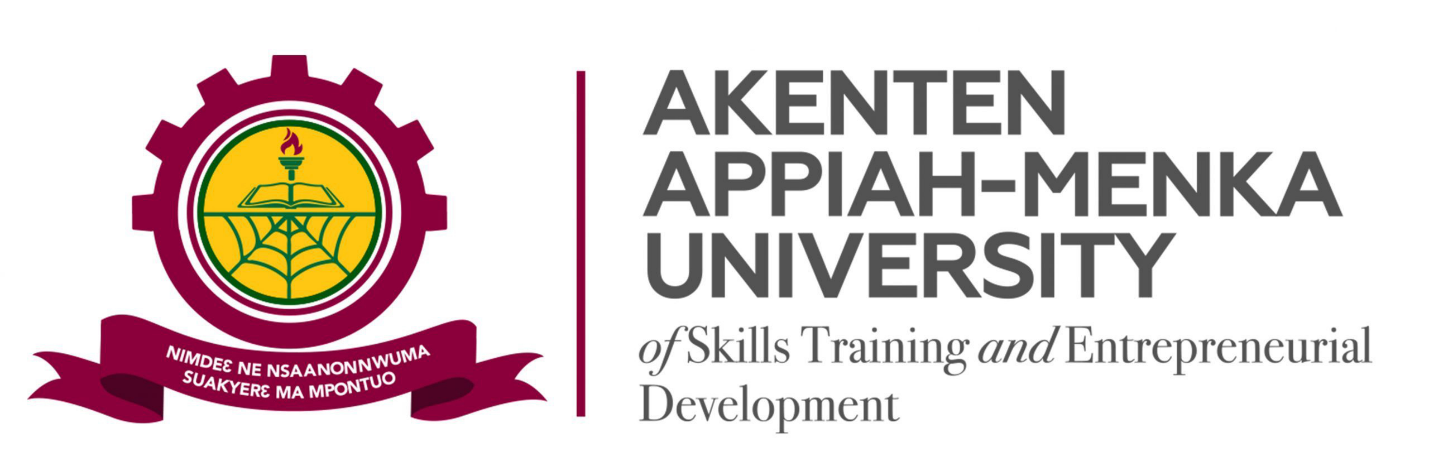 NIMDEƐ NE NSAANONNWUMA
SUAKYERƐ MA MPONTUO
AKENTEN
APPIAH-MENKA
UNIVERSITY
of Skills Training and Entrepreneurial
Development